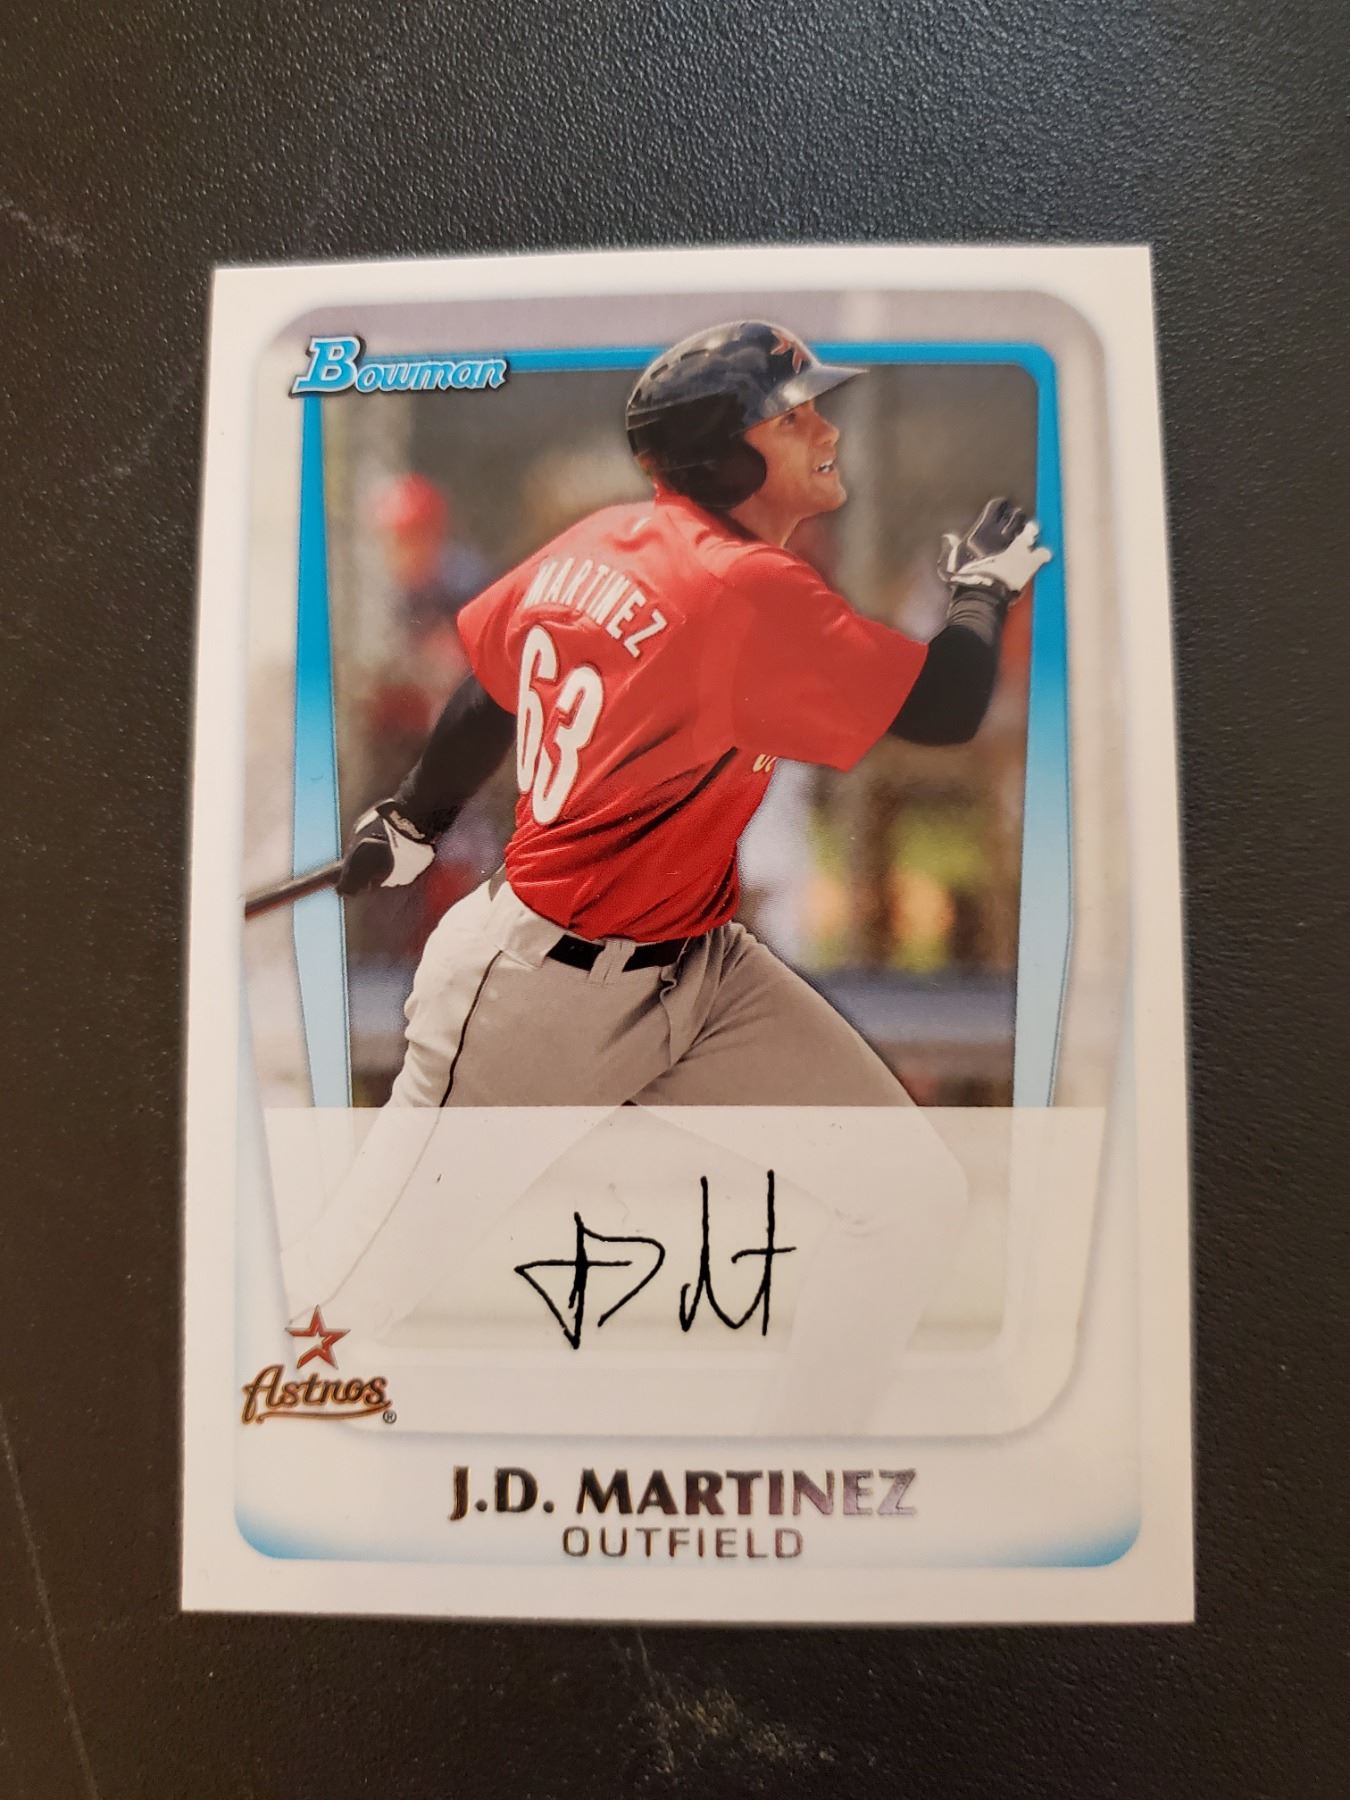 Bowman
MARTINEZ
63
Astros®
J.D. MARTINEZ
OUTFIELD